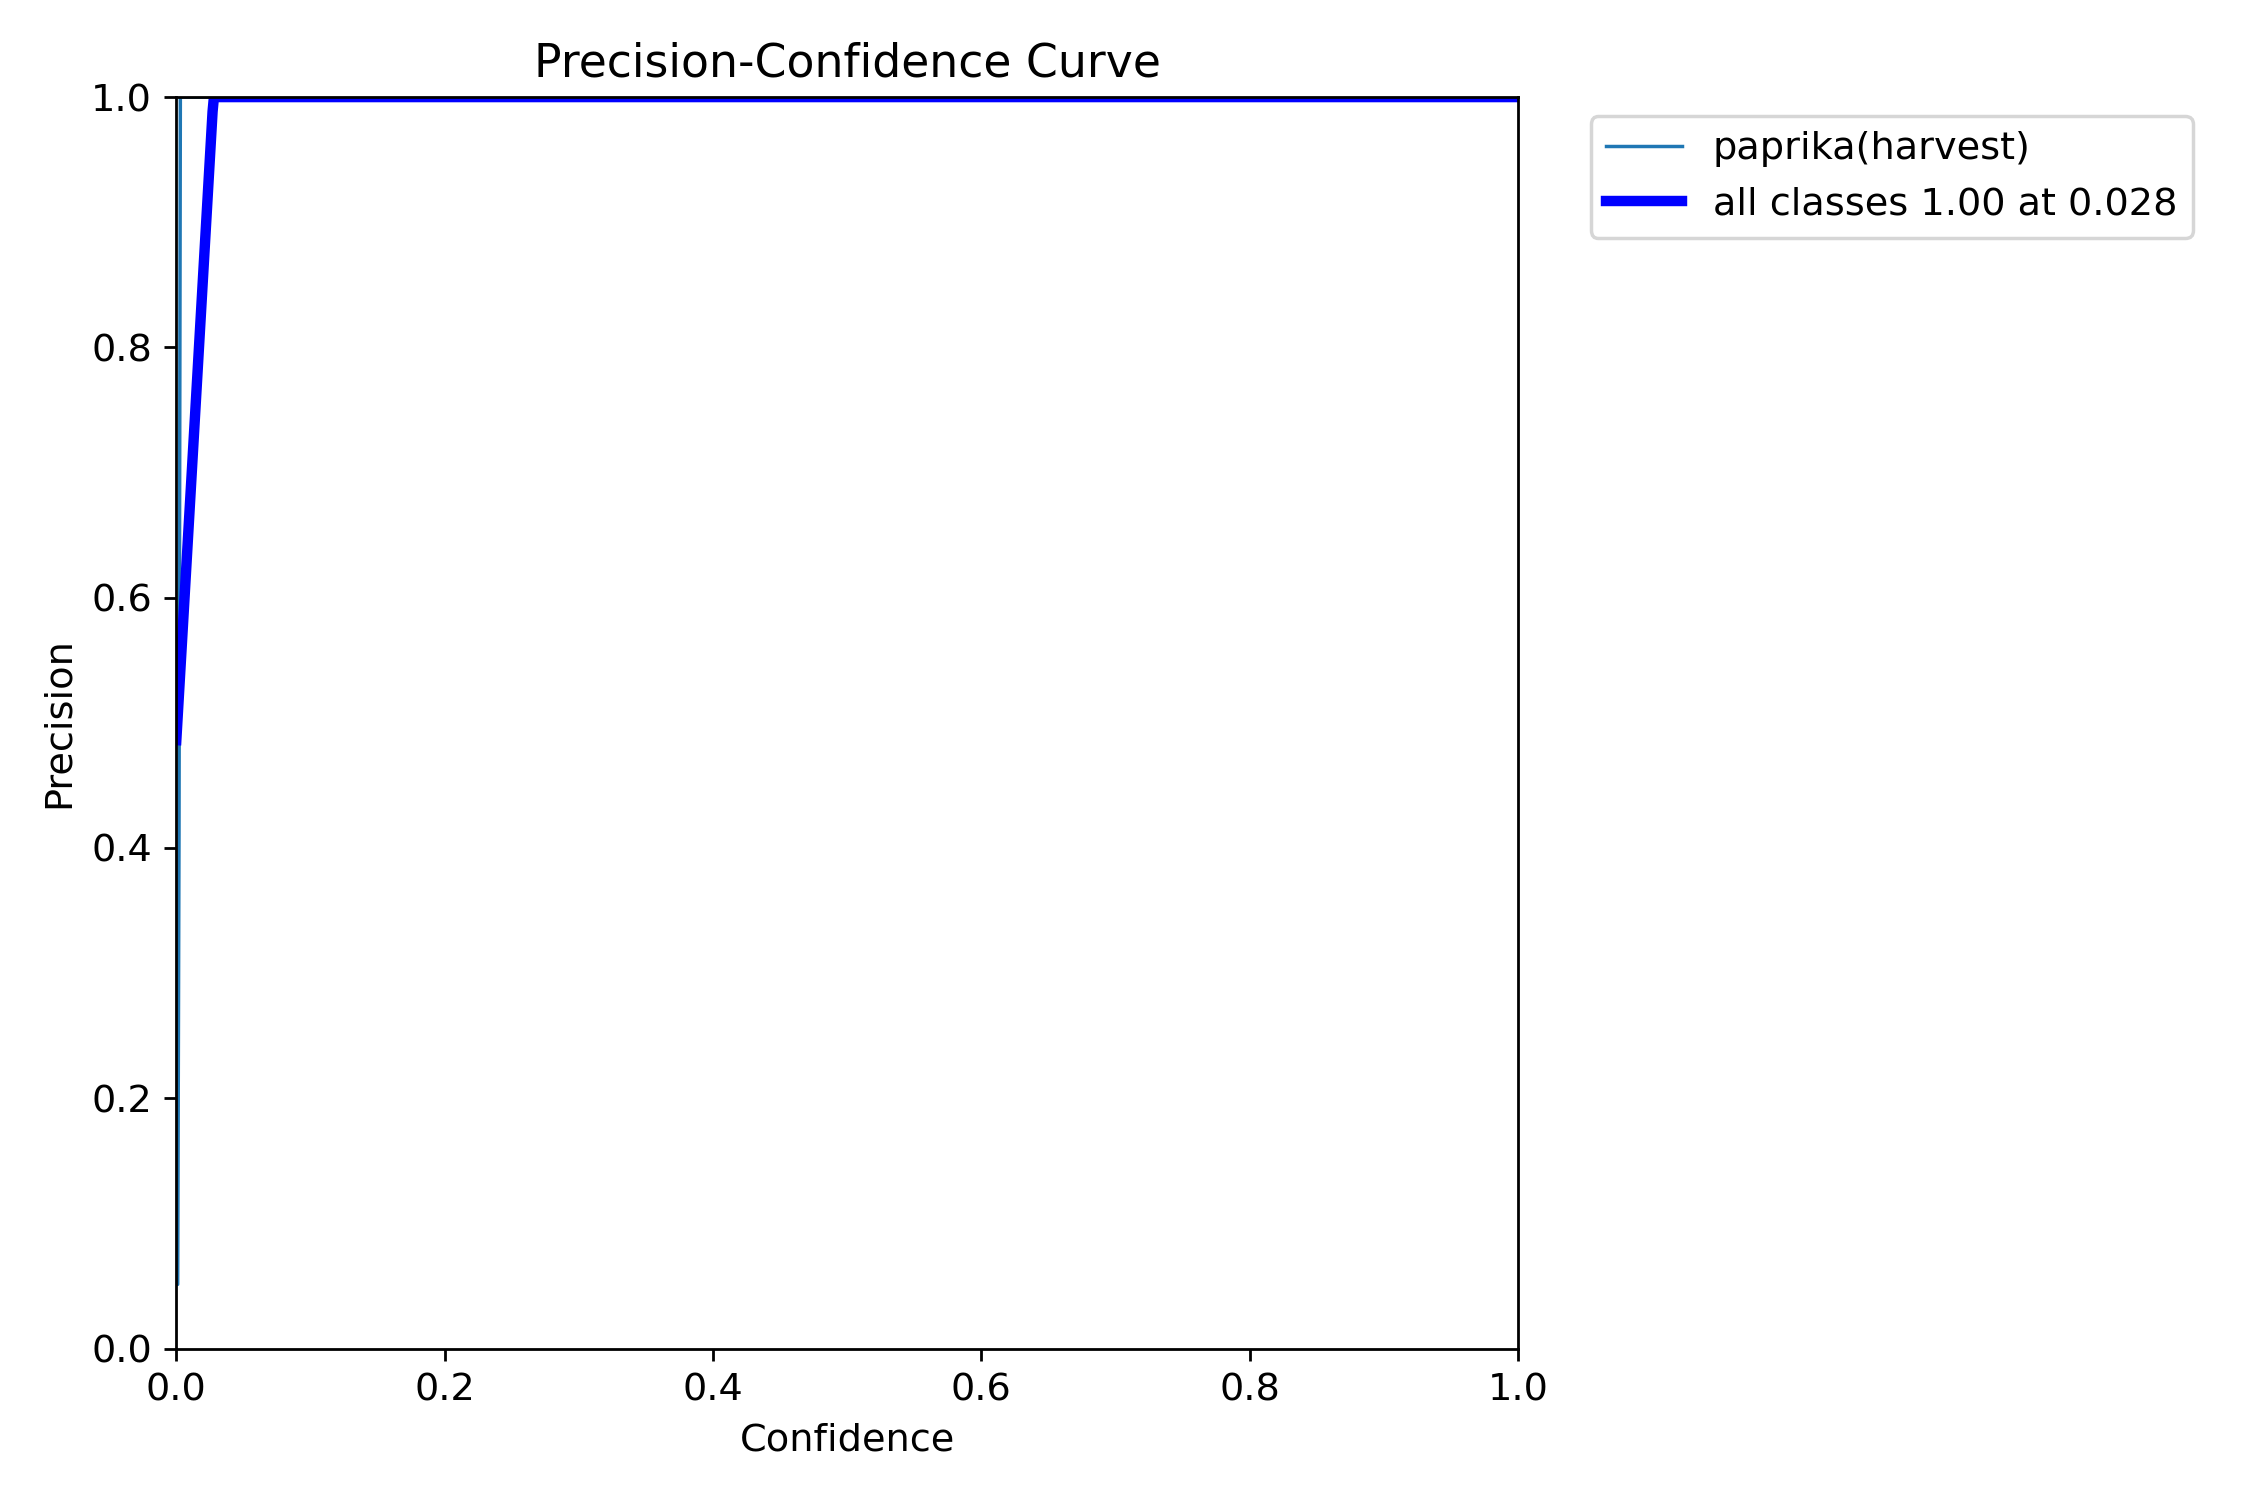 Precision-Confidence Curve
1.0
0.8
0.6
0.4
0.2
0.0
Precision
0.0 0.2 0.4 0.6 0.8 1.0
Confidence
paprika(harvest)
all classes 1.00 at 0.028